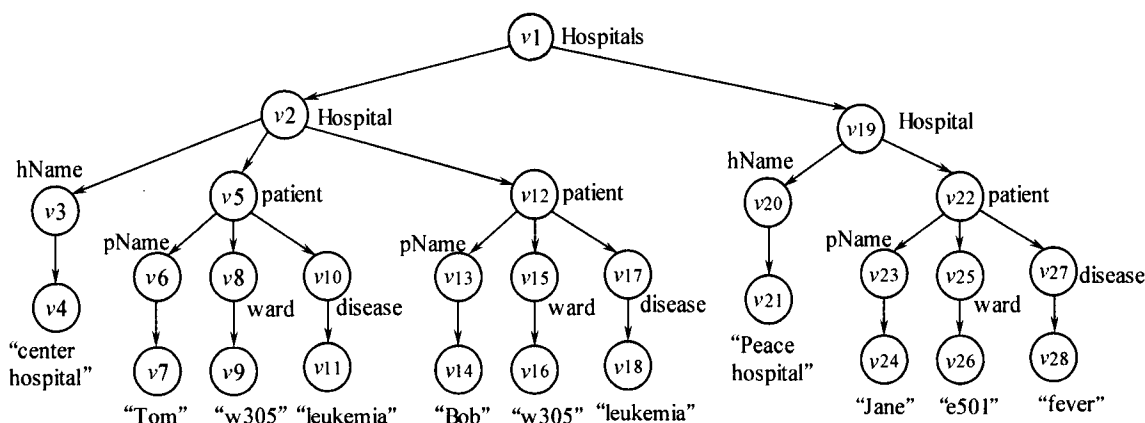 v1 Hospitals
v2 Hospital
v19 Hospital
hName
v3
v5 patient
v12 patient
hName
v20
v22 patient
pName
v6
v8
ward
v10
disease
pName
v13
v15
ward
v17
disease
pName
v23
v25
ward
v27
disease
v4
"center
hospital"
v7
v9
v11
v14
v16
v18
v21
"Peace
hospital"
v24
v26
v28
"Tom"
"w305"
"leukemia"
"Bob"
"w305"
"leukemia"
"Jane"
"e501"
"fever"